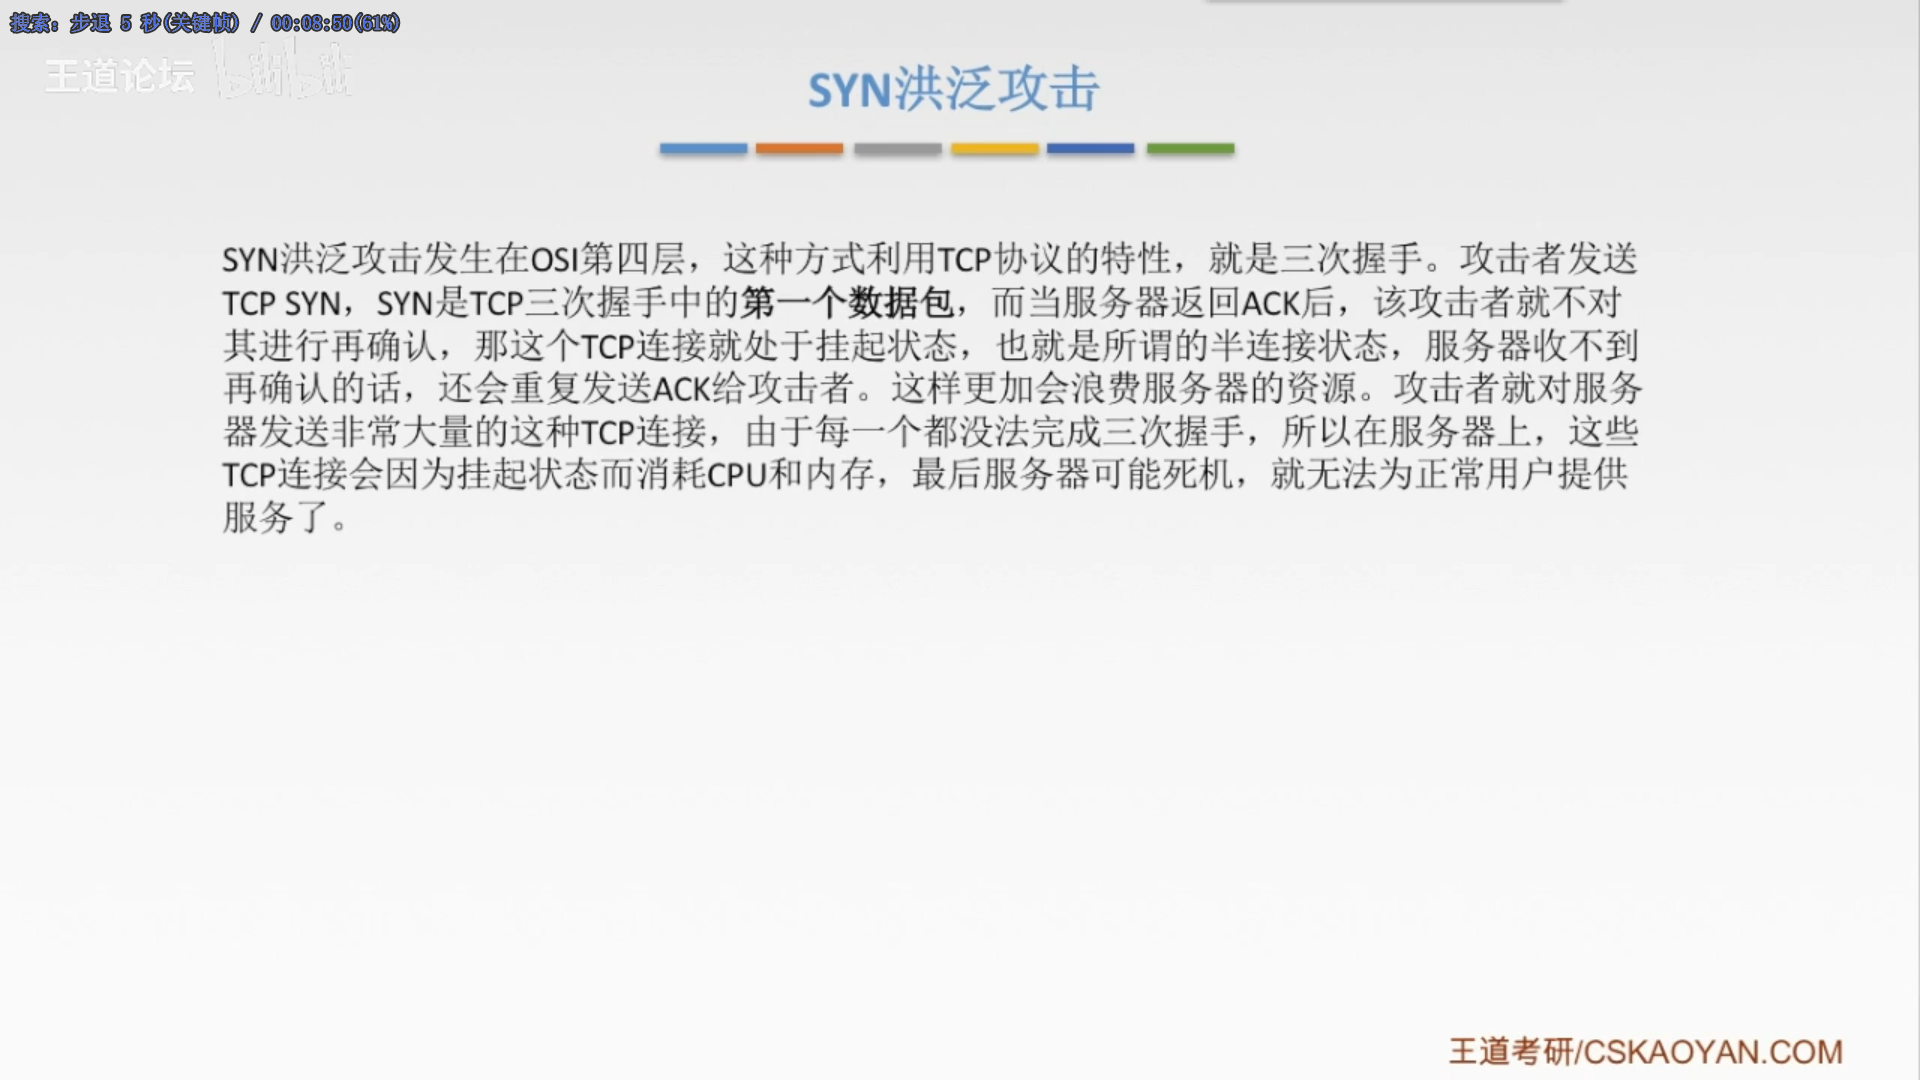 搜索: 步退 5 秒(关键帧) / 00:08:50(61%)
王道论坛 bilibili
SYN洪泛攻击
SYN洪泛攻击发生在OSI第四层，这种方式利用TCP协议的特性，就是三次握手。攻击者发送
TCP SYN，SYN是TCP三次握手中的第一个数据包，而当服务器返回ACK后，该攻击者就不对
其进行再确认，那这个TCP连接就处于挂起状态，也就是所谓的半连接状态，服务器收不到
再确认的话，还会重复发送ACK给攻击者。这样更加会浪费服务器的资源。攻击者就对服务
器发送非常大量的这种TCP连接，由于每一个都没法完成三次握手，所以在服务器上，这些
TCP连接会因为挂起状态而消耗CPU和内存，最后服务器可能死机，就无法为正常用户提供
服务了。
王道考研/CSKAOYAN.COM